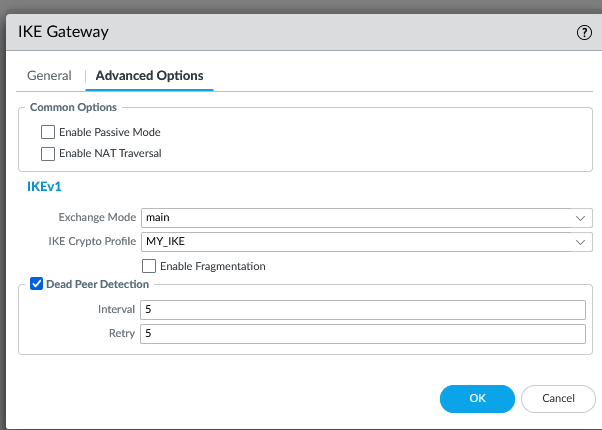 IKE Gateway
?
General
Advanced Options
Common Options
Enable Passive Mode
Enable NAT Traversal
IKEv1
Exchange Mode main
IKE Crypto Profile MY_IKE
Enable Fragmentation
Dead Peer Detection
Interval 5
Retry 5
OK
Cancel